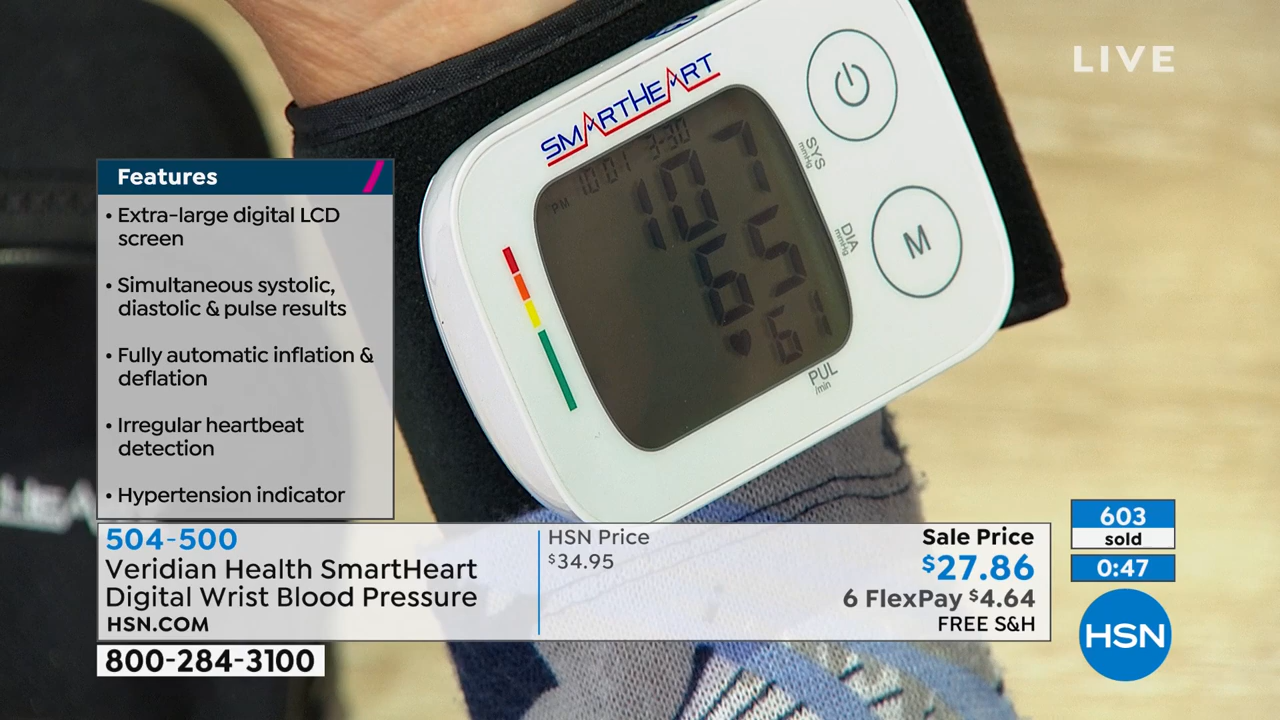 LIVE
SMARTHEART
PM 10-01 3:30
107
65
61
SYS
mmHg
DIA
mmHg
PUL
/min
M
Features
• Extra-large digital LCD
screen
• Simultaneous systolic,
diastolic & pulse results
• Fully automatic inflation &
deflation
• Irregular heartbeat
detection
• Hypertension indicator
504-500
Veridian Health SmartHeart
Digital Wrist Blood Pressure
HSN.COM
HSN Price
$34.95
Sale Price
$27.86
6 FlexPay $4.64
FREE S&H
800-284-3100
603
sold
0:47
HSN